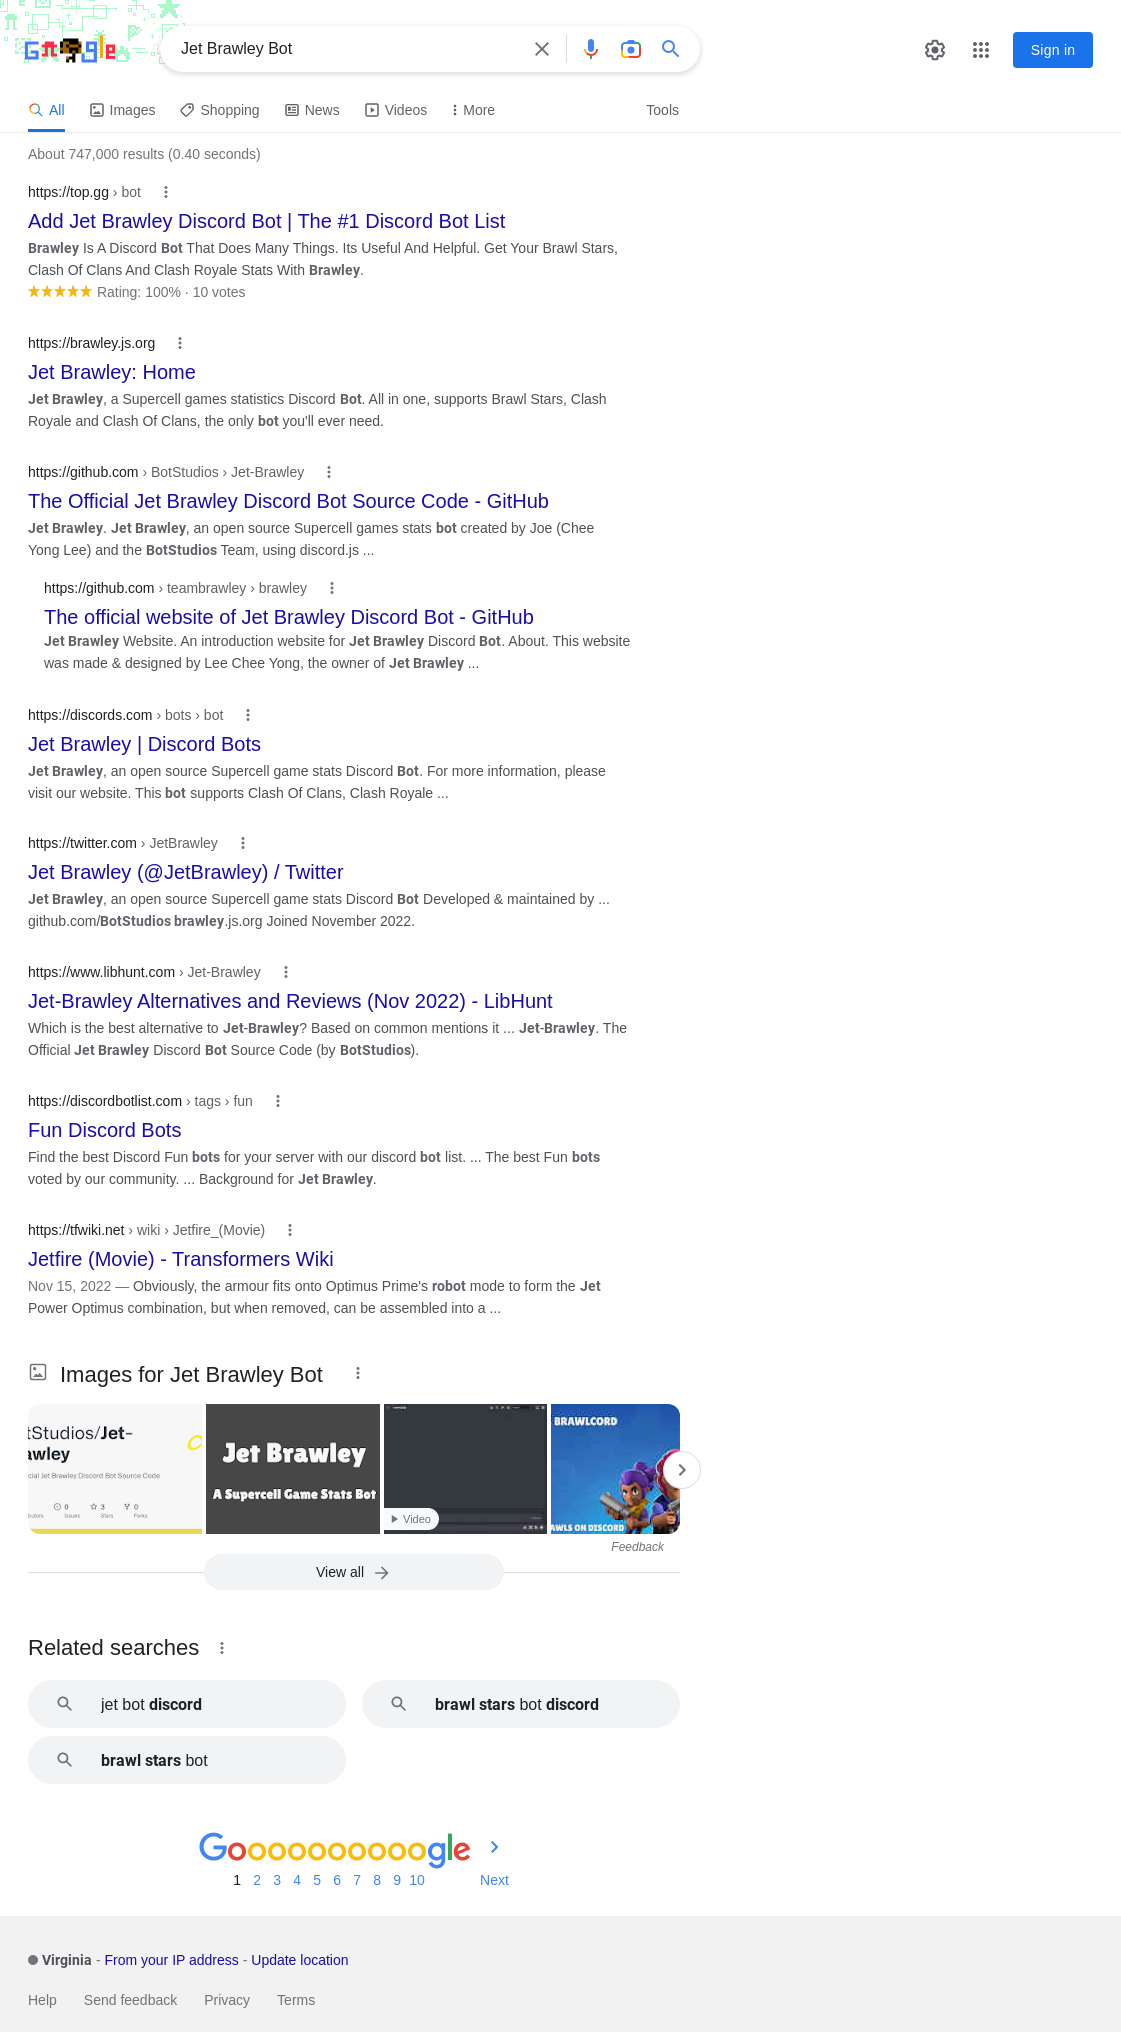 Google
Jet Brawley Bot
Sign in
All Images Shopping News Videos More Tools
About 747,000 results (0.40 seconds)
https://top.gg › bot
Add Jet Brawley Discord Bot | The #1 Discord Bot List
Brawley Is A Discord Bot That Does Many Things. Its Useful And Helpful. Get Your Brawl Stars,
Clash Of Clans And Clash Royale Stats With Brawley.
Rating: 100% · 10 votes
https://brawley.js.org
Jet Brawley: Home
Jet Brawley, a Supercell games statistics Discord Bot. All in one, supports Brawl Stars, Clash
Royale and Clash Of Clans, the only bot you'll ever need.
https://github.com › BotStudios › Jet-Brawley
The Official Jet Brawley Discord Bot Source Code - GitHub
Jet Brawley. Jet Brawley, an open source Supercell games stats bot created by Joe (Chee
Yong Lee) and the BotStudios Team, using discord.js ...
https://github.com › teambrawley › brawley
The official website of Jet Brawley Discord Bot - GitHub
Jet Brawley Website. An introduction website for Jet Brawley Discord Bot. About. This website
was made & designed by Lee Chee Yong, the owner of Jet Brawley ...
https://discords.com › bots › bot
Jet Brawley | Discord Bots
Jet Brawley, an open source Supercell game stats Discord Bot. For more information, please
visit our website. This bot supports Clash Of Clans, Clash Royale ...
https://twitter.com › JetBrawley
Jet Brawley (@JetBrawley) / Twitter
Jet Brawley, an open source Supercell game stats Discord Bot Developed & maintained by ...
github.com/BotStudios brawley.js.org Joined November 2022.
https://www.libhunt.com › Jet-Brawley
Jet-Brawley Alternatives and Reviews (Nov 2022) - LibHunt
Which is the best alternative to Jet-Brawley? Based on common mentions it ... Jet-Brawley. The
Official Jet Brawley Discord Bot Source Code (by BotStudios).
https://discordbotlist.com › tags › fun
Fun Discord Bots
Find the best Discord Fun bots for your server with our discord bot list. ... The best Fun bots
voted by our community. ... Background for Jet Brawley.
https://tfwiki.net › wiki › Jetfire_(Movie)
Jetfire (Movie) - Transformers Wiki
Nov 15, 2022 — Obviously, the armour fits onto Optimus Prime's robot mode to form the Jet
Power Optimus combination, but when removed, can be assembled into a ...
Images for Jet Brawley Bot
tStudios/Jet-
awley
cial Jet Brawley Discord Bot Source Code
0 3 0
butors Issues Stars Forks
Jet Brawley
A Supercell Game Stats Bot
Video
BRAWLCORD
AWLS ON DISCORD
Feedback
View all
Related searches
jet bot discord
brawl stars bot discord
brawl stars bot
Goooooooooogle
1 2 3 4 5 6 7 8 9 10 Next
Virginia - From your IP address - Update location
Help Send feedback Privacy Terms